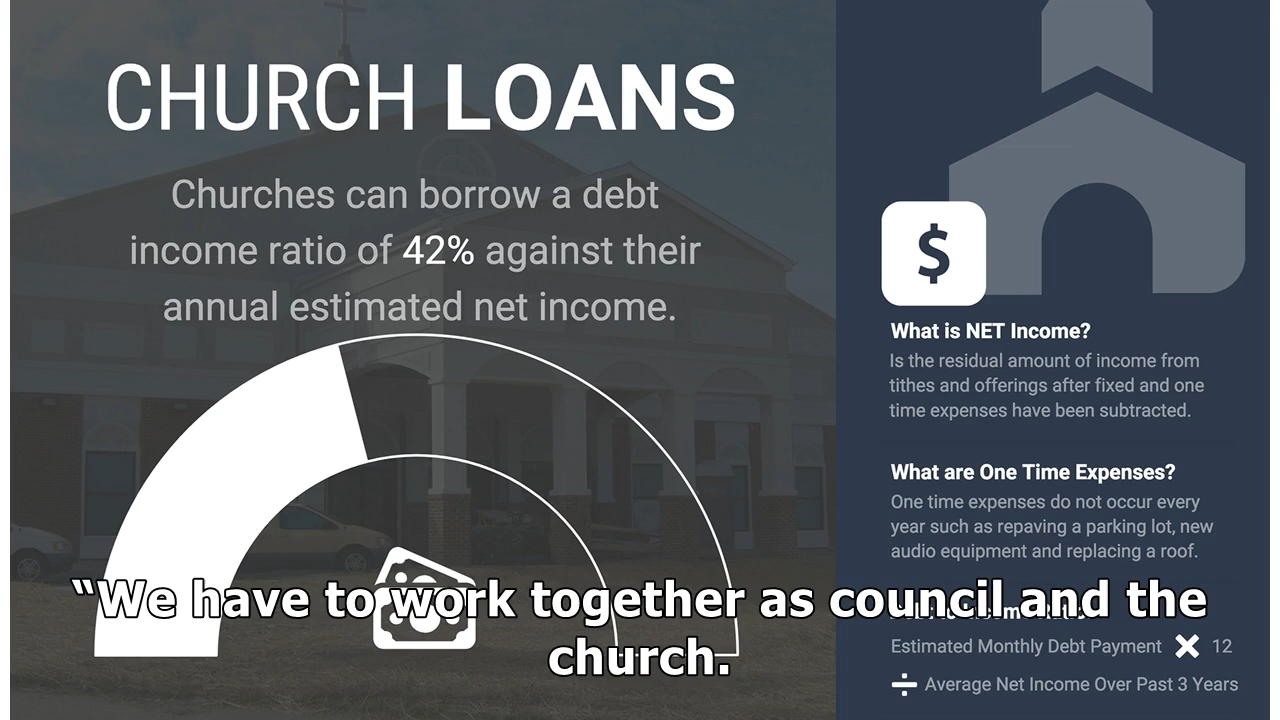 CHURCH LOANS
Churches can borrow a debt
income ratio of 42% against their
annual estimated net income.
$
What is NET Income?
Is the residual amount of income from
tithes and offerings after fixed and one
time expenses have been subtracted.
What are One Time Expenses?
One time expenses do not occur every
year such as repaving a parking lot, new
audio equipment and replacing a roof.
Estimated Monthly Debt Payment × 12
÷ Average Net Income Over Past 3 Years
“We have to work together as council and the
church.